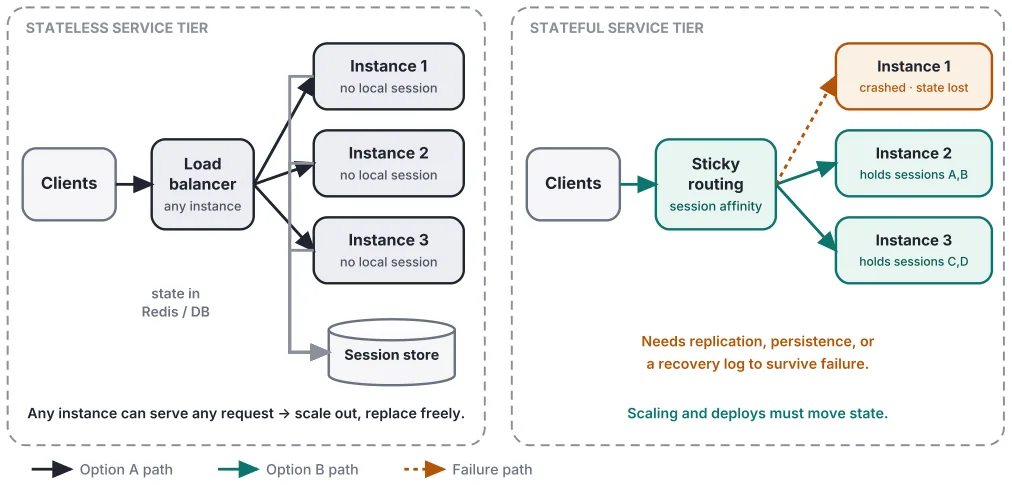 STATELESS SERVICE TIER
Clients
Load
balancer
any instance
Instance 1
no local session
Instance 2
no local session
Instance 3
no local session
state in
Redis / DB
Session store
Any instance can serve any request → scale out, replace freely.
STATEFUL SERVICE TIER
Clients
Sticky
routing
session affinity
Instance 1
crashed · state lost
Instance 2
holds sessions A,B
Instance 3
holds sessions C,D
Needs replication, persistence, or
a recovery log to survive failure.
Scaling and deploys must move state.
Option A path
Option B path
Failure path